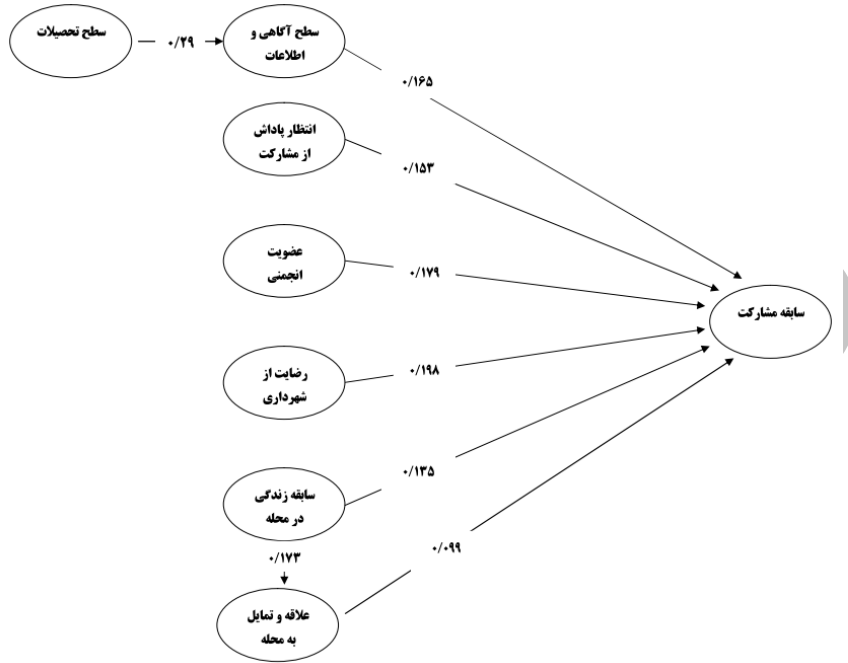 سطح تحصیلات
۰/۲۹
سطح آگاهی و
اطلاعات
۰/۱۶۵
انتظار پاداش
از مشارکت
۰/۱۵۳
عضویت
انجمنی
۰/۱۷۹
سابقه مشارکت
رضایت از
شهرداری
۰/۱۹۸
سابقه زندگی
در محله
۰/۱۳۵
۰/۱۷۳
۰/۰۹۹
علاقه و تمایل
به محله